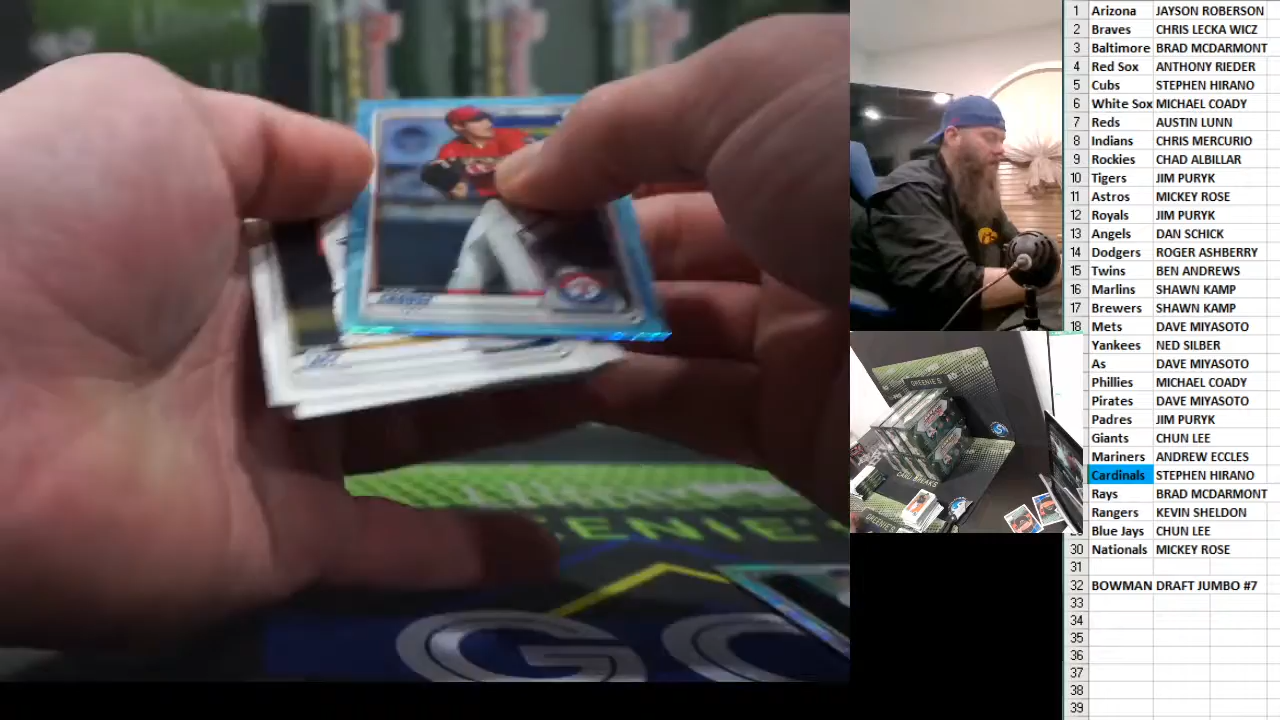 1 Arizona JAYSON ROBERSON
2 Braves CHRIS LECKA WICZ
3 Baltimore BRAD MCDARMONT
4 Red Sox ANTHONY RIEDER
5 Cubs STEPHEN HIRANO
6 White Sox MICHAEL COADY
7 Reds AUSTIN LUNN
8 Indians CHRIS MERCURIO
9 Rockies CHAD ALBILLAR
10 Tigers JIM PURYK
11 Astros MICKEY ROSE
12 Royals JIM PURYK
13 Angels DAN SCHICK
14 Dodgers ROGER ASHBERRY
15 Twins BEN ANDREWS
16 Marlins SHAWN KAMP
17 Brewers SHAWN KAMP
18 Mets DAVE MIYASOTO
Yankees NED SILBER
As DAVE MIYASOTO
Phillies MICHAEL COADY
Pirates DAVE MIYASOTO
Padres JIM PURYK
Giants CHUN LEE
Mariners ANDREW ECCLES
Cardinals STEPHEN HIRANO
Rays BRAD MCDARMONT
Rangers KEVIN SHELDON
Blue Jays CHUN LEE
30 Nationals MICKEY ROSE
31
32 BOWMAN DRAFT JUMBO #7
33
34
35
36
37
38
39
GREENIE'S
CARD BREAKS
EENIE'S
GO